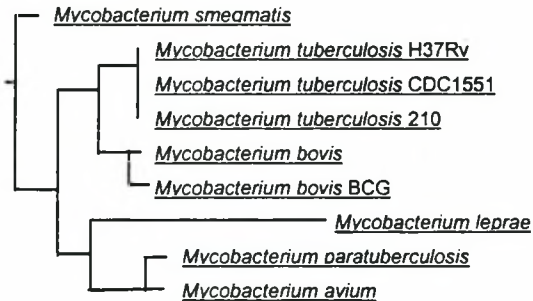 Mycobacterium smegmatis
Mycobacterium tuberculosis H37Rv
Mycobacterium tuberculosis CDC1551
Mycobacterium tuberculosis 210
Mycobacterium bovis
Mycobacterium bovis BCG
Mycobacterium leprae
Mycobacterium paratuberculosis
Mycobacterium avium